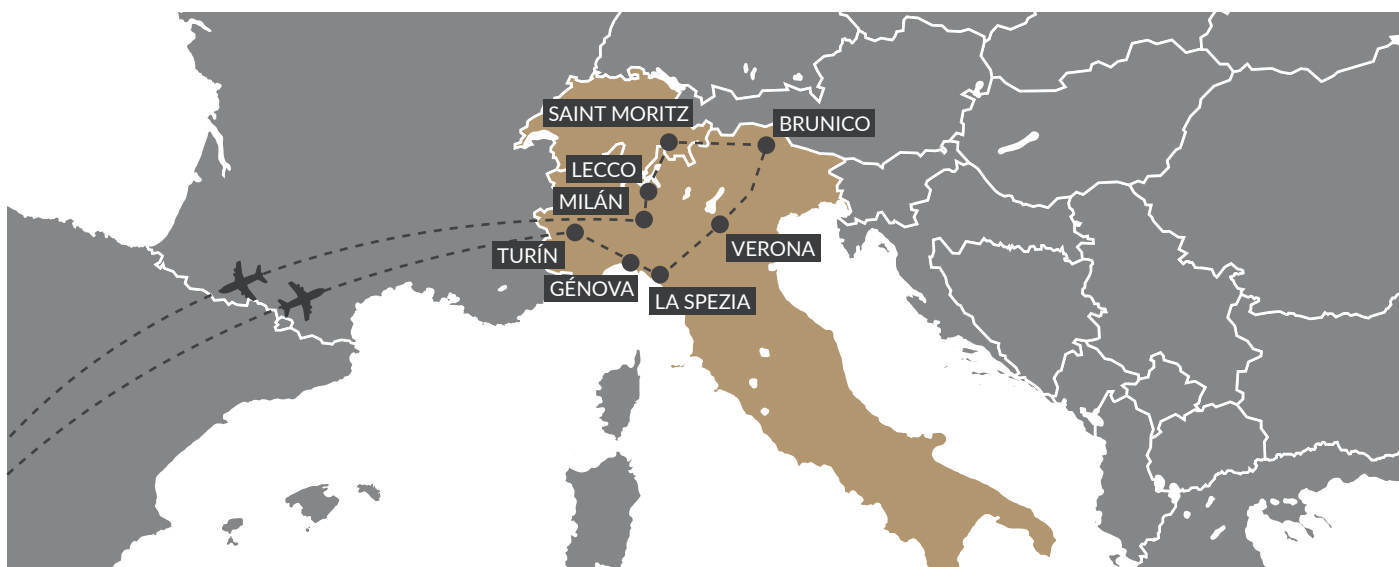 SAINT MORITZ
BRUNICO
LECCO
MILÁN
VERONA
TURÍN
GÉNOVA
LA SPEZIA